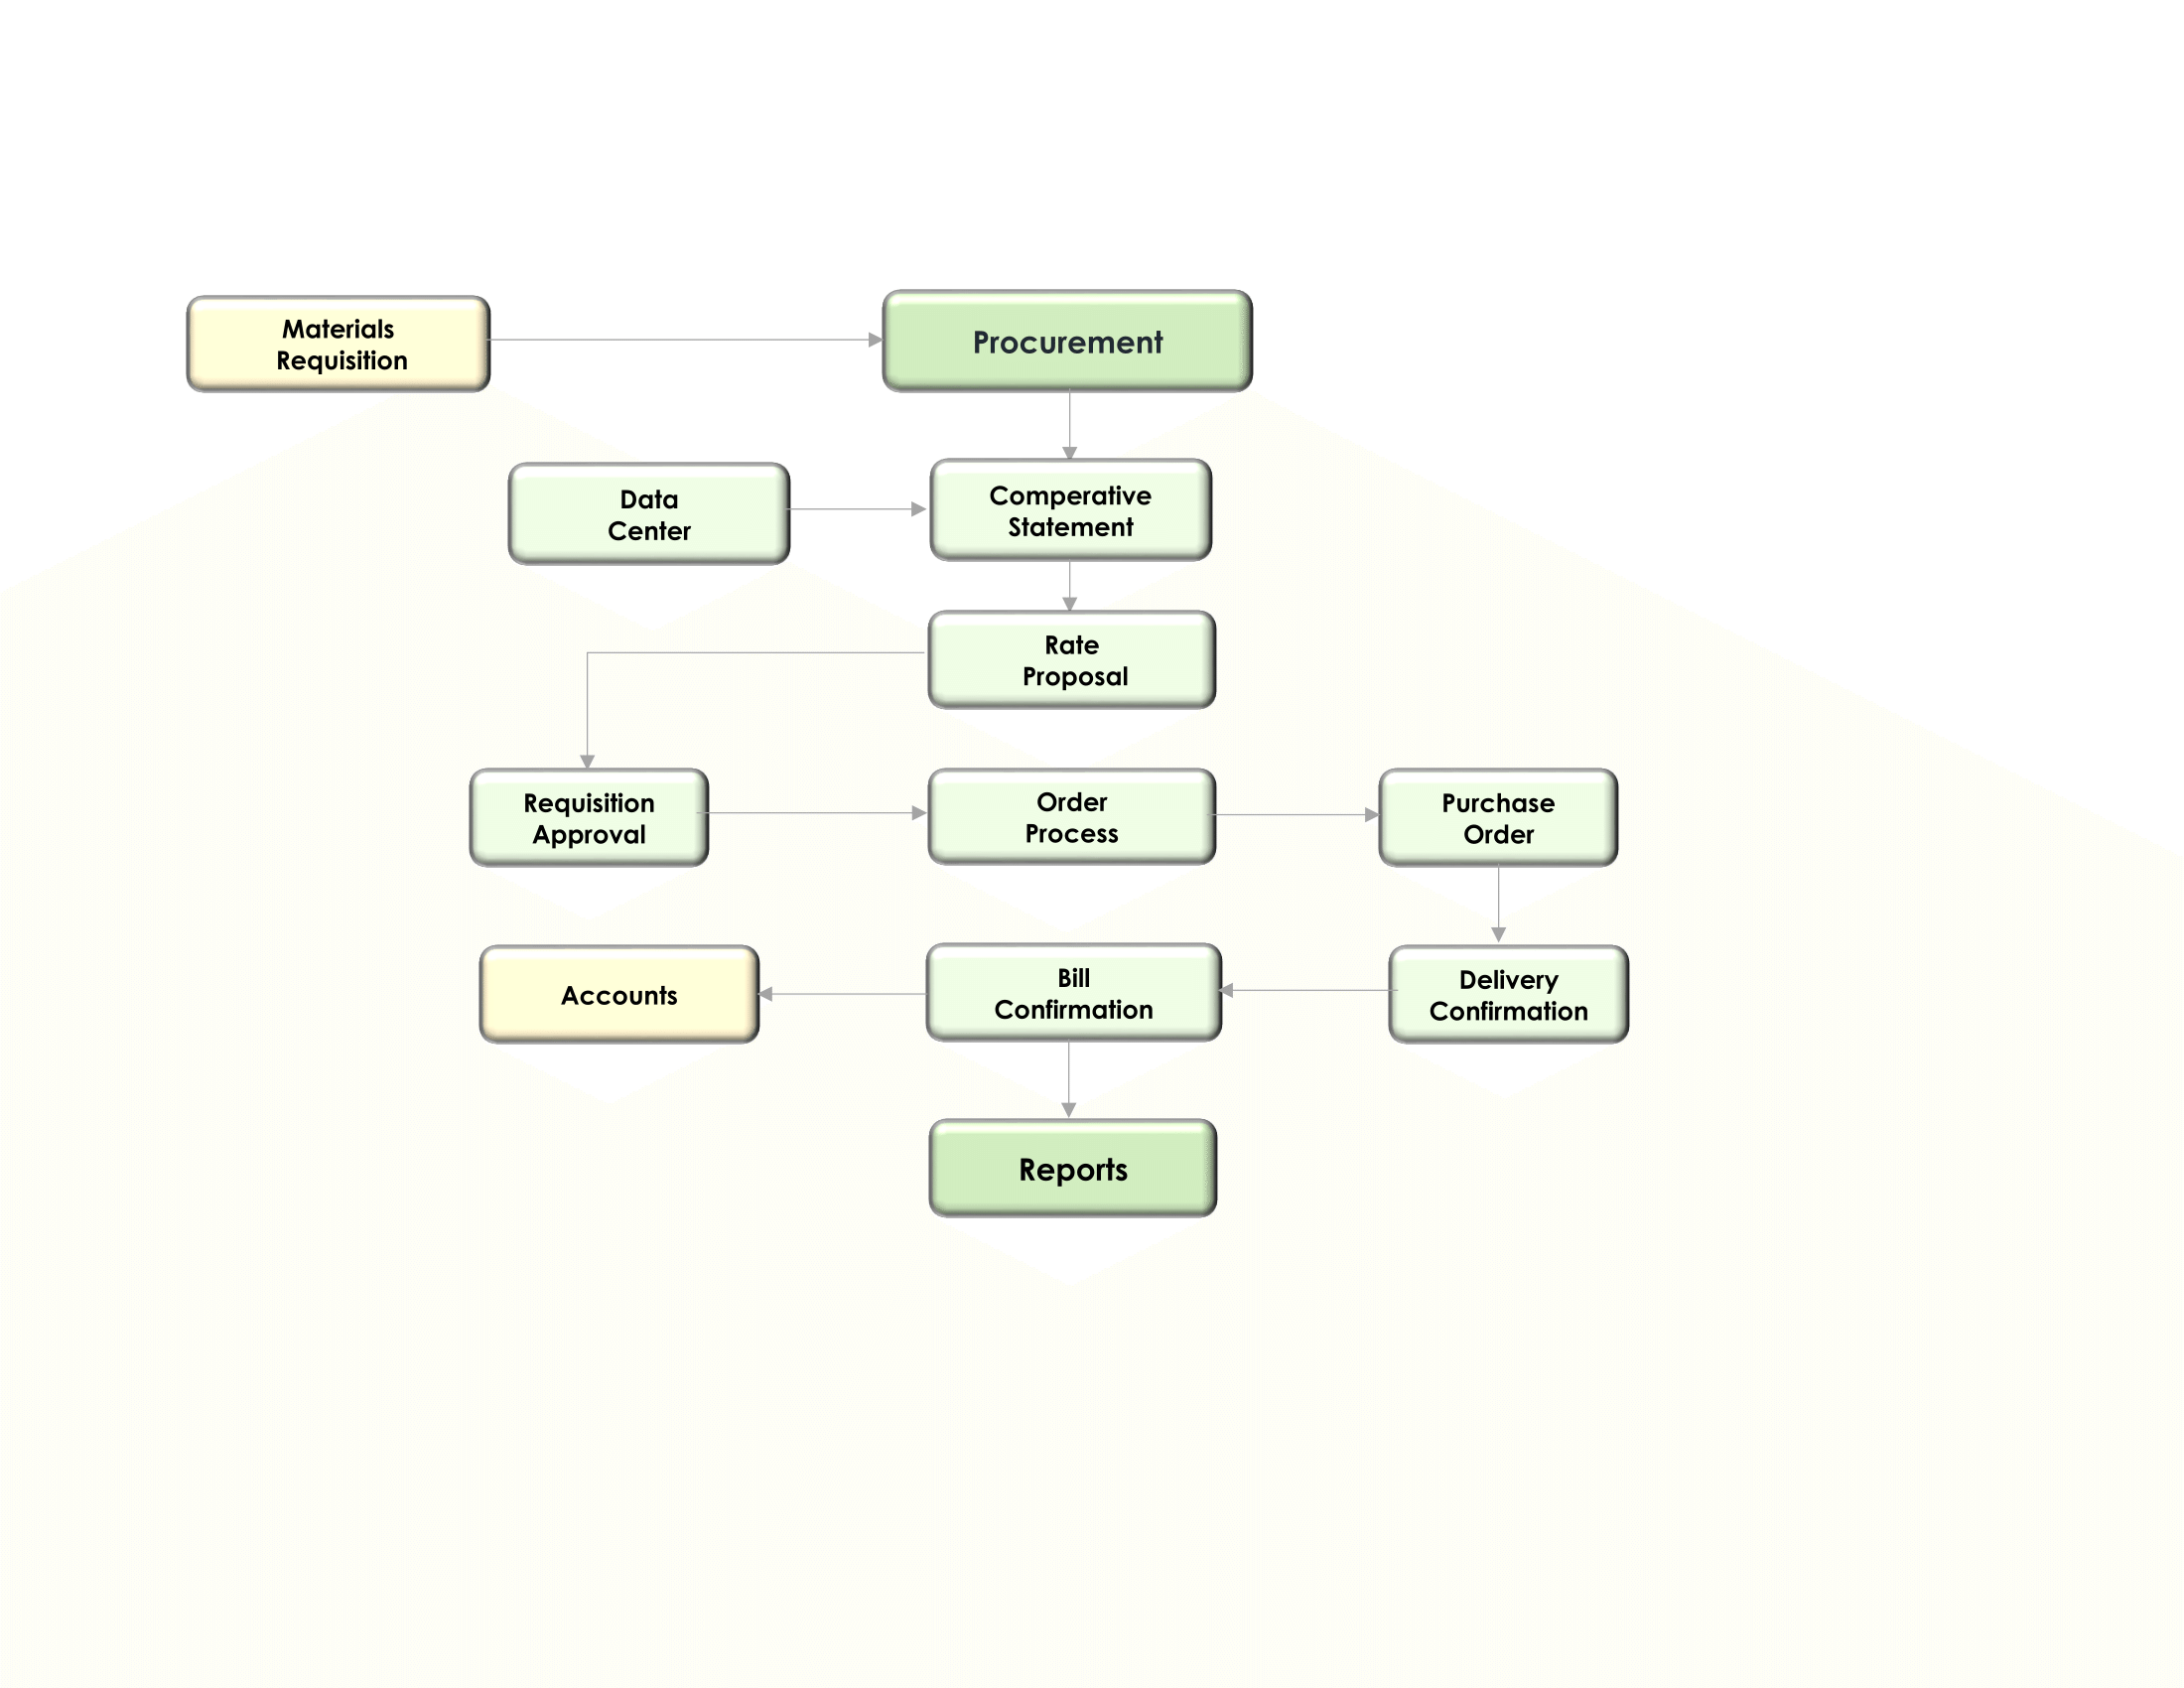 Materials
Requisition
Procurement
Data
Center
Comperative
Statement
Rate
Proposal
Requisition
Approval
Order
Process
Purchase
Order
Accounts
Bill
Confirmation
Delivery
Confirmation
Reports